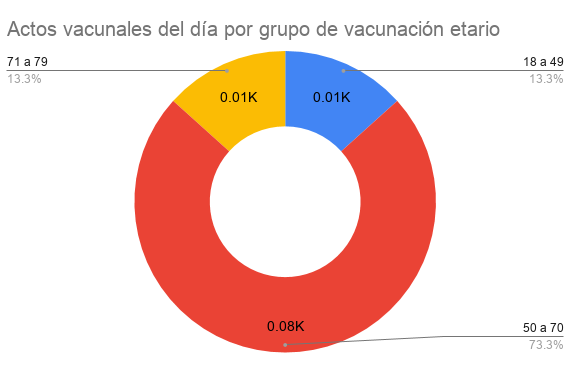 Actos vacunales del día por grupo de vacunación etario
71 a 79
13.3%
18 a 49
13.3%
0.01K
0.01K
0.08K
50 a 70
73.3%